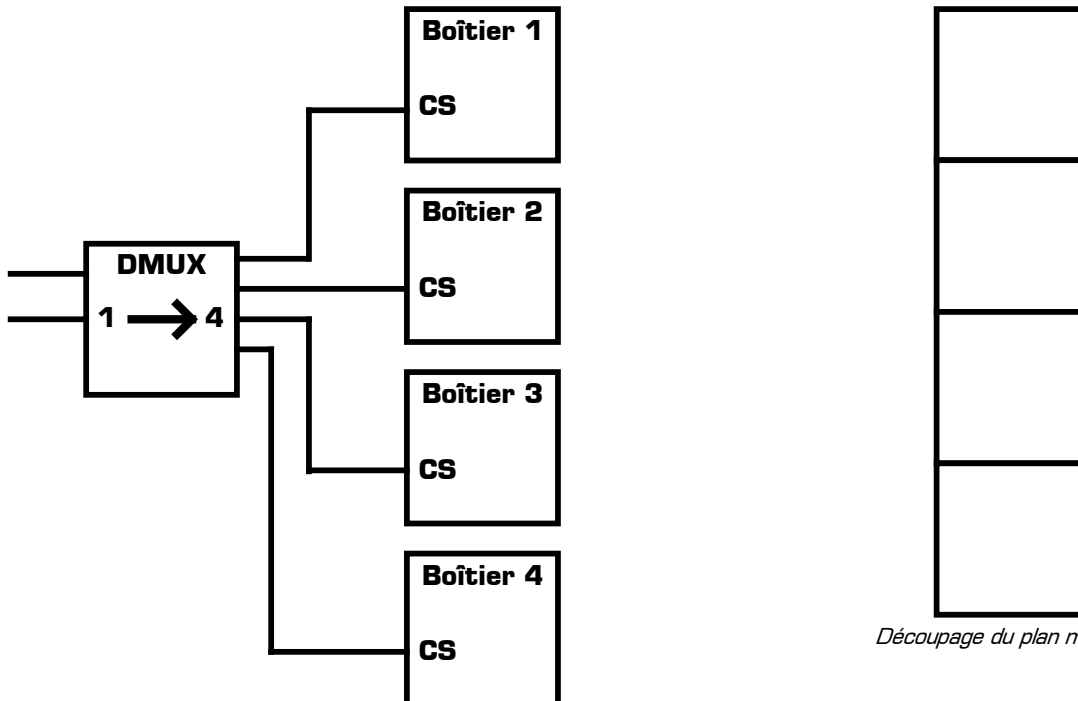 Boîtier 1
CS
Boîtier 2
CS
DMUX
1 4
Boîtier 3
CS
Boîtier 4
CS
Découpage du plan